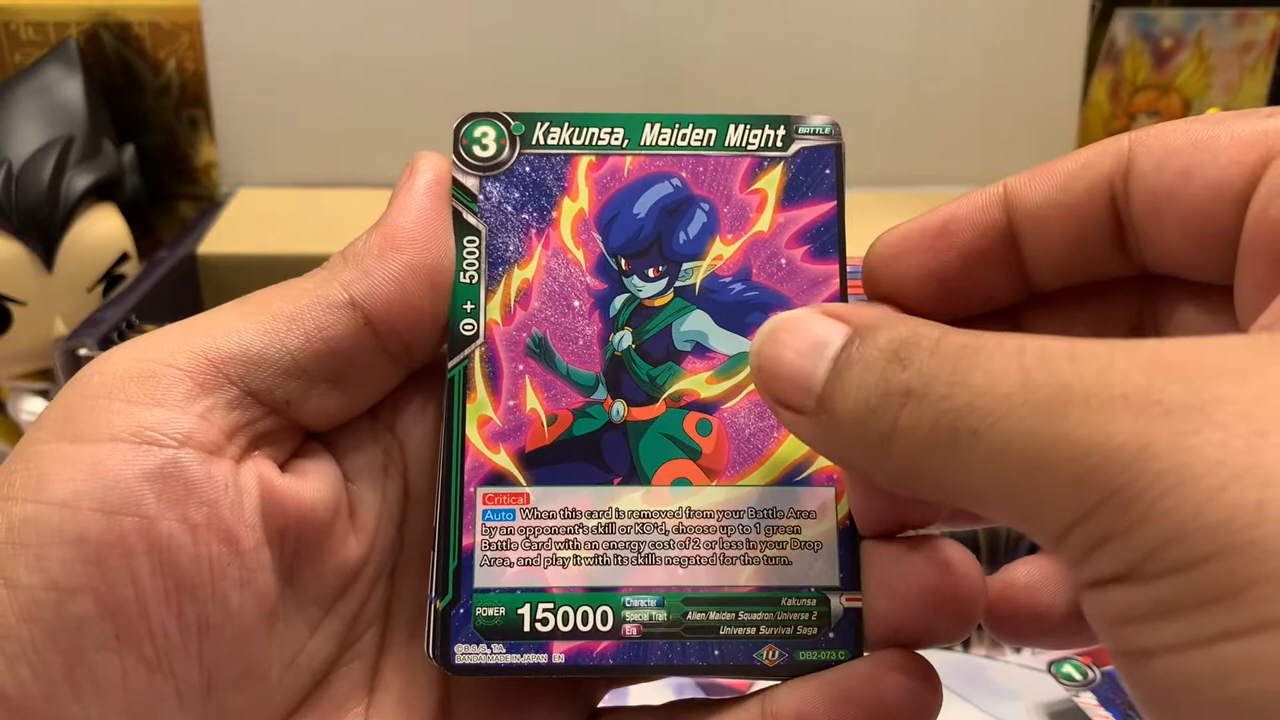 3
Kakunsa, Maiden Might
BATTLE
0 + 5000
Critical
Auto When this card is removed from your Battle Area
by an opponent's skill or KO'd, choose up to 1 green
Battle Card with an energy cost of 2 or less in your Drop
Area, and play it with its skills negated for the turn.
POWER
15000
Character
Kakunsa
Special Trait
Alien/Maiden Squadron/Universe 2
Era
Universe Survival Saga
©B.S./S., T.A.
BANDAI MADE IN JAPAN EN
1U
DB2-073 C
1